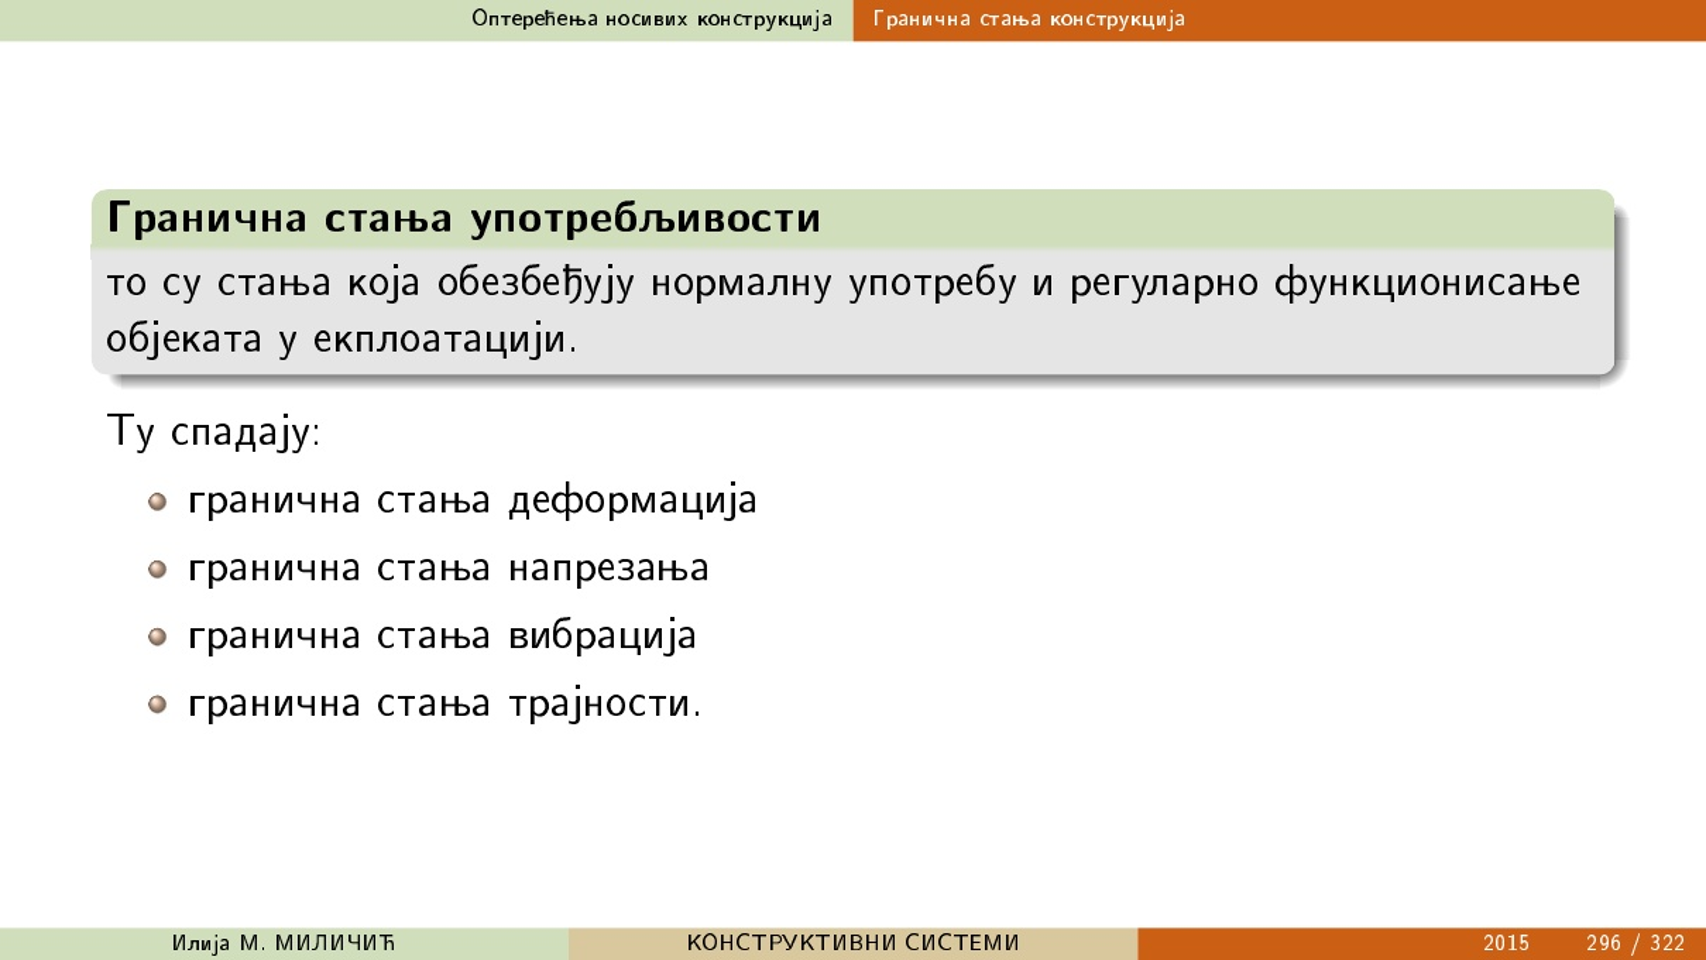 Оптерећења носивих конструкција
Гранична стања конструкција
Гранична стања употребљивости
то су стања која обезбеђују нормалну употребу и регуларно функционисање
објеката у екплоатацији.
Ту спадају:
гранична стања деформација
гранична стања напрезања
гранична стања вибрација
гранична стања трајности.
Илија М. МИЛИЧИЋ
КОНСТРУКТИВНИ СИСТЕМИ
2015
296 / 322